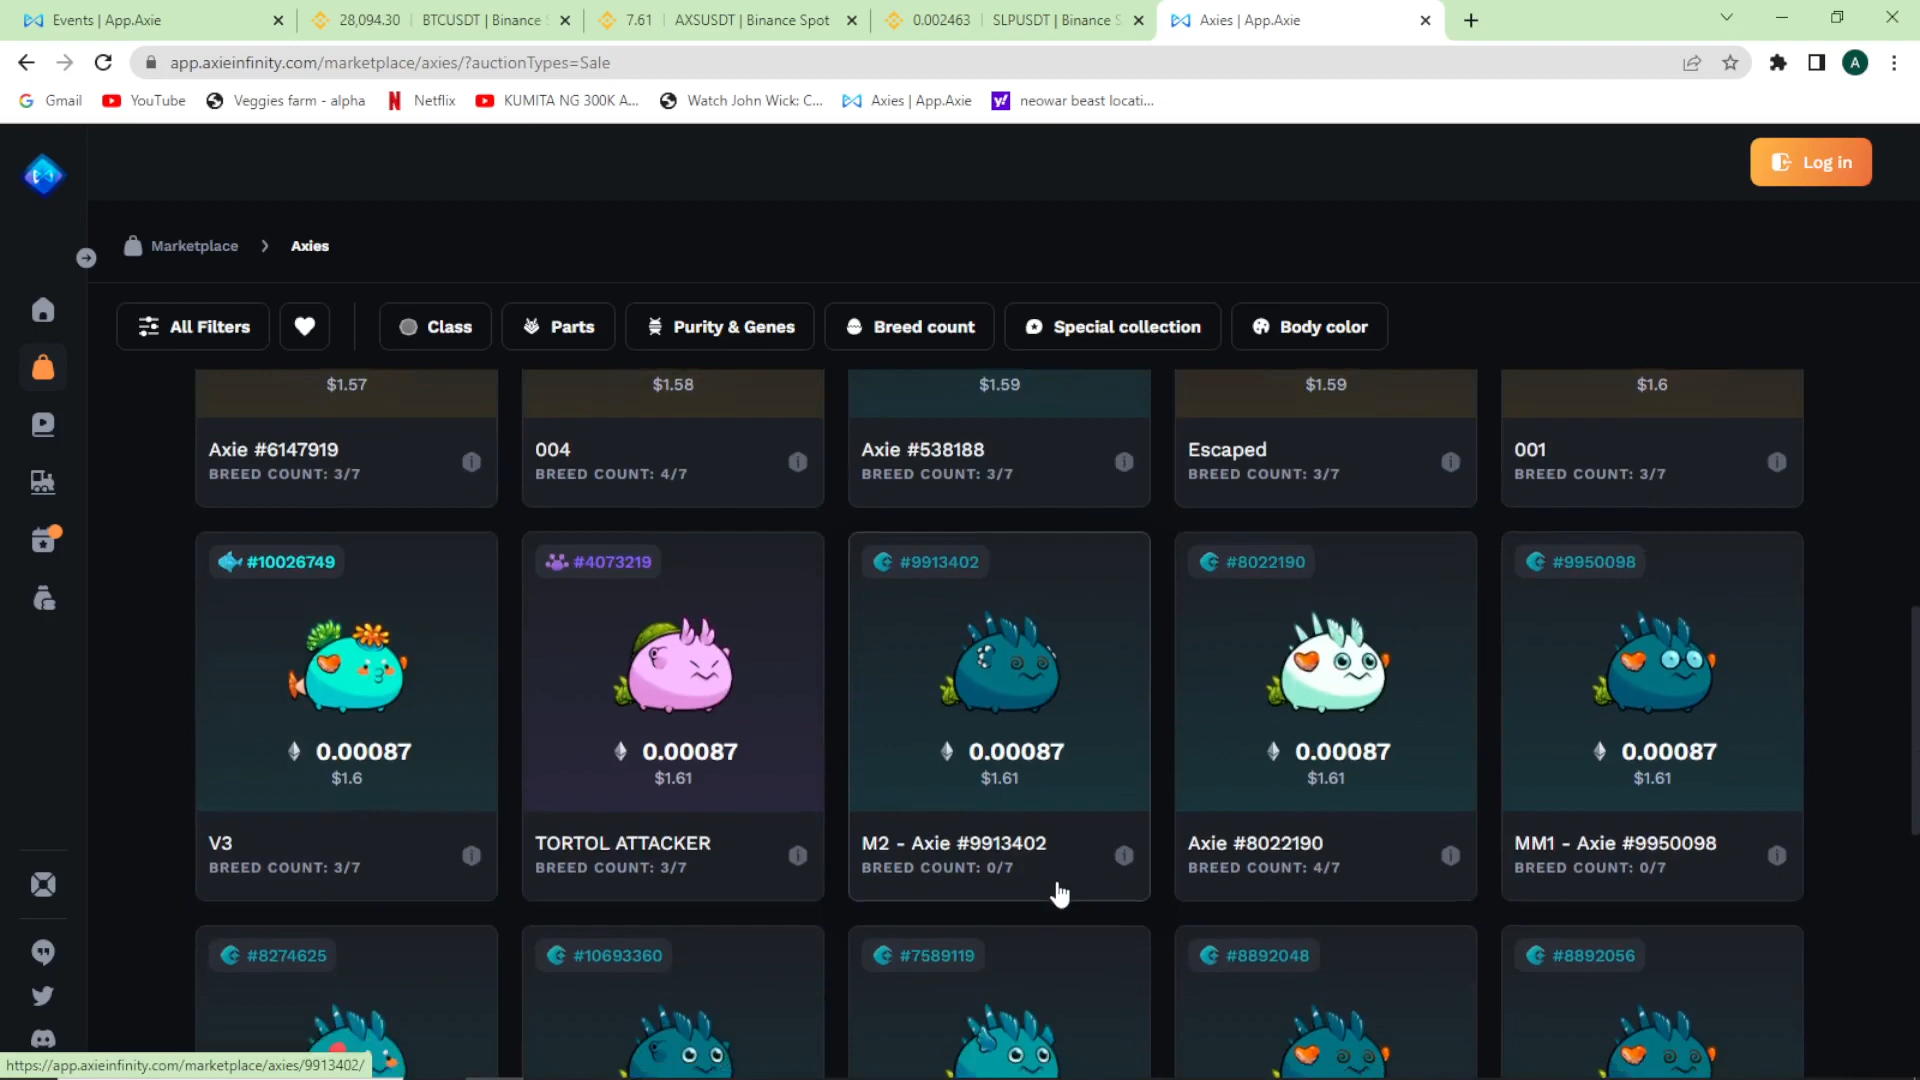 Events | App.Axie
28,094.30 | BTCUSDT | Binance S
7.61 | AXSUSDT | Binance Spot
0.002463 | SLPUSDT | Binance S
Axies | App.Axie
app.axieinfinity.com/marketplace/axies/?auctionTypes=Sale
A
Gmail
YouTube
Veggies farm - alpha
Netflix
KUMITA NG 300K A...
Watch John Wick: C...
Axies | App.Axie
neowar beast locati...
Log in
Marketplace
Axies
All Filters
Class
Parts
Purity & Genes
Breed count
Special collection
Body color
$1.57 $1.58 $1.59 $1.59 $1.6
Axie #6147919 004 Axie #538188 Escaped 001
BREED COUNT: 3/7 BREED COUNT: 4/7 BREED COUNT: 3/7 BREED COUNT: 3/7 BREED COUNT: 3/7
#10026749 #4073219 #9913402 #8022190 #9950098
0.00087 0.00087 0.00087 0.00087 0.00087
$1.6 $1.61 $1.61 $1.61 $1.61
V3 TORTOL ATTACKER M2 - Axie #9913402 Axie #8022190 MM1 - Axie #9950098
BREED COUNT: 3/7 BREED COUNT: 3/7 BREED COUNT: 0/7 BREED COUNT: 4/7 BREED COUNT: 0/7
#8274625 #10693360 #7589119 #8892048 #8892056
https://app.axieinfinity.com/marketplace/axies/9913402/